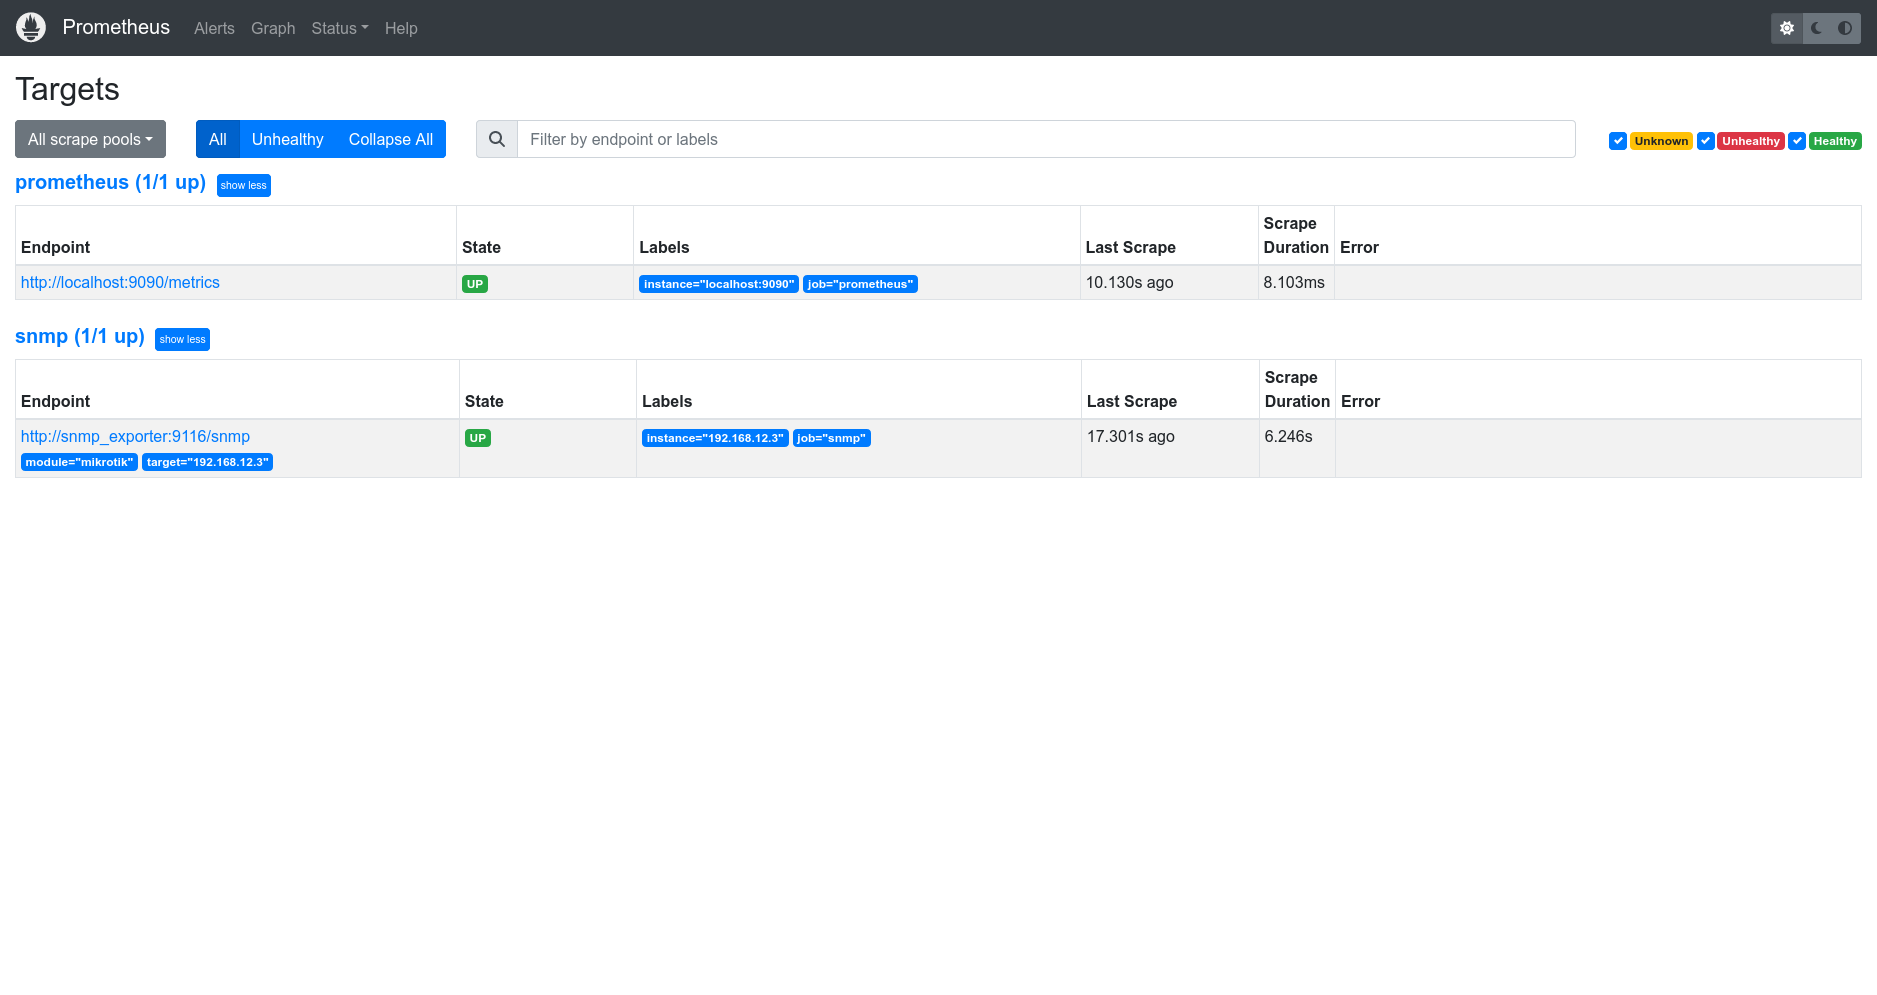 Prometheus Alerts Graph Status Help
Targets
All scrape pools All Unhealthy Collapse All Filter by endpoint or labels Unknown Unhealthy Healthy
prometheus (1/1 up) show less
Endpoint State Labels Last Scrape Scrape Duration Error
http://localhost:9090/metrics UP instance="localhost:9090" job="prometheus" 10.130s ago 8.103ms
snmp (1/1 up) show less
Endpoint State Labels Last Scrape Scrape Duration Error
http://snmp_exporter:9116/snmp UP instance="192.168.12.3" job="snmp" 17.301s ago 6.246s
module="mikrotik" target="192.168.12.3"